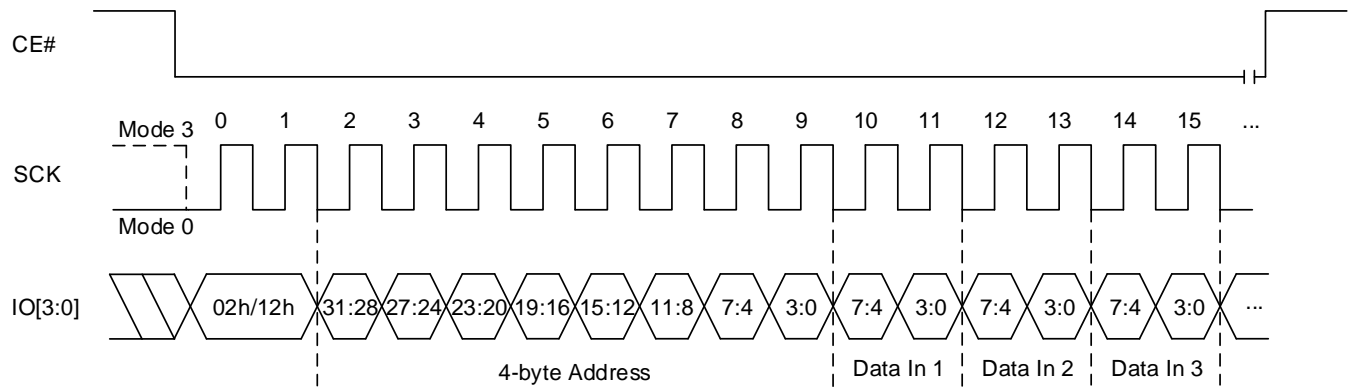 CE#
Mode 3 0 1 2 3 4 5 6 7 8 9 10 11 12 13 14 15 ...
SCK
Mode 0
IO[3:0] 02h/12h 31:28 27:24 23:20 19:16 15:12 11:8 7:4 3:0 7:4 3:0 7:4 3:0 7:4 3:0 ...
4-byte Address Data In 1 Data In 2 Data In 3